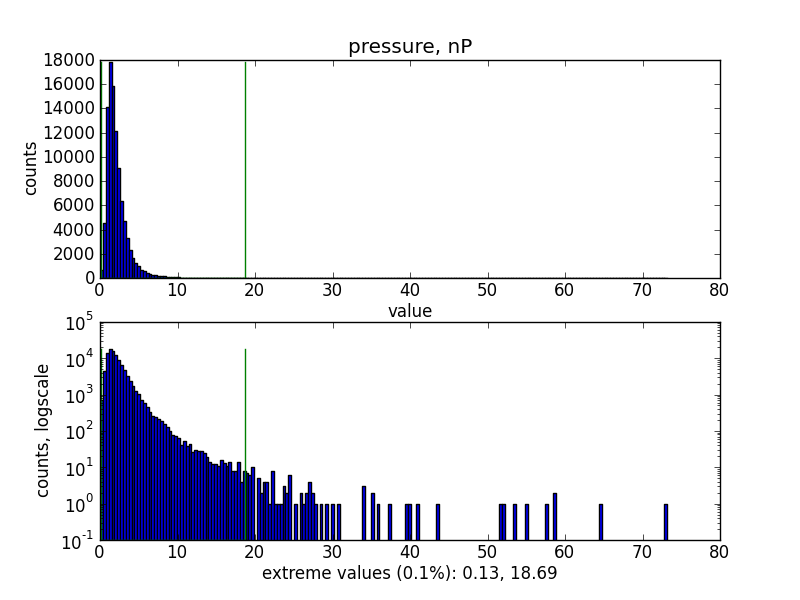 pressure, nP
18000
16000
14000
12000
10000
8000
6000
4000
2000
0
counts
0 10 20 30 40 50 60 70 80
value
10^5
10^4
10^3
10^2
10^1
10^0
10^-1
counts, logscale
0 10 20 30 40 50 60 70 80
extreme values (0.1%): 0.13, 18.69